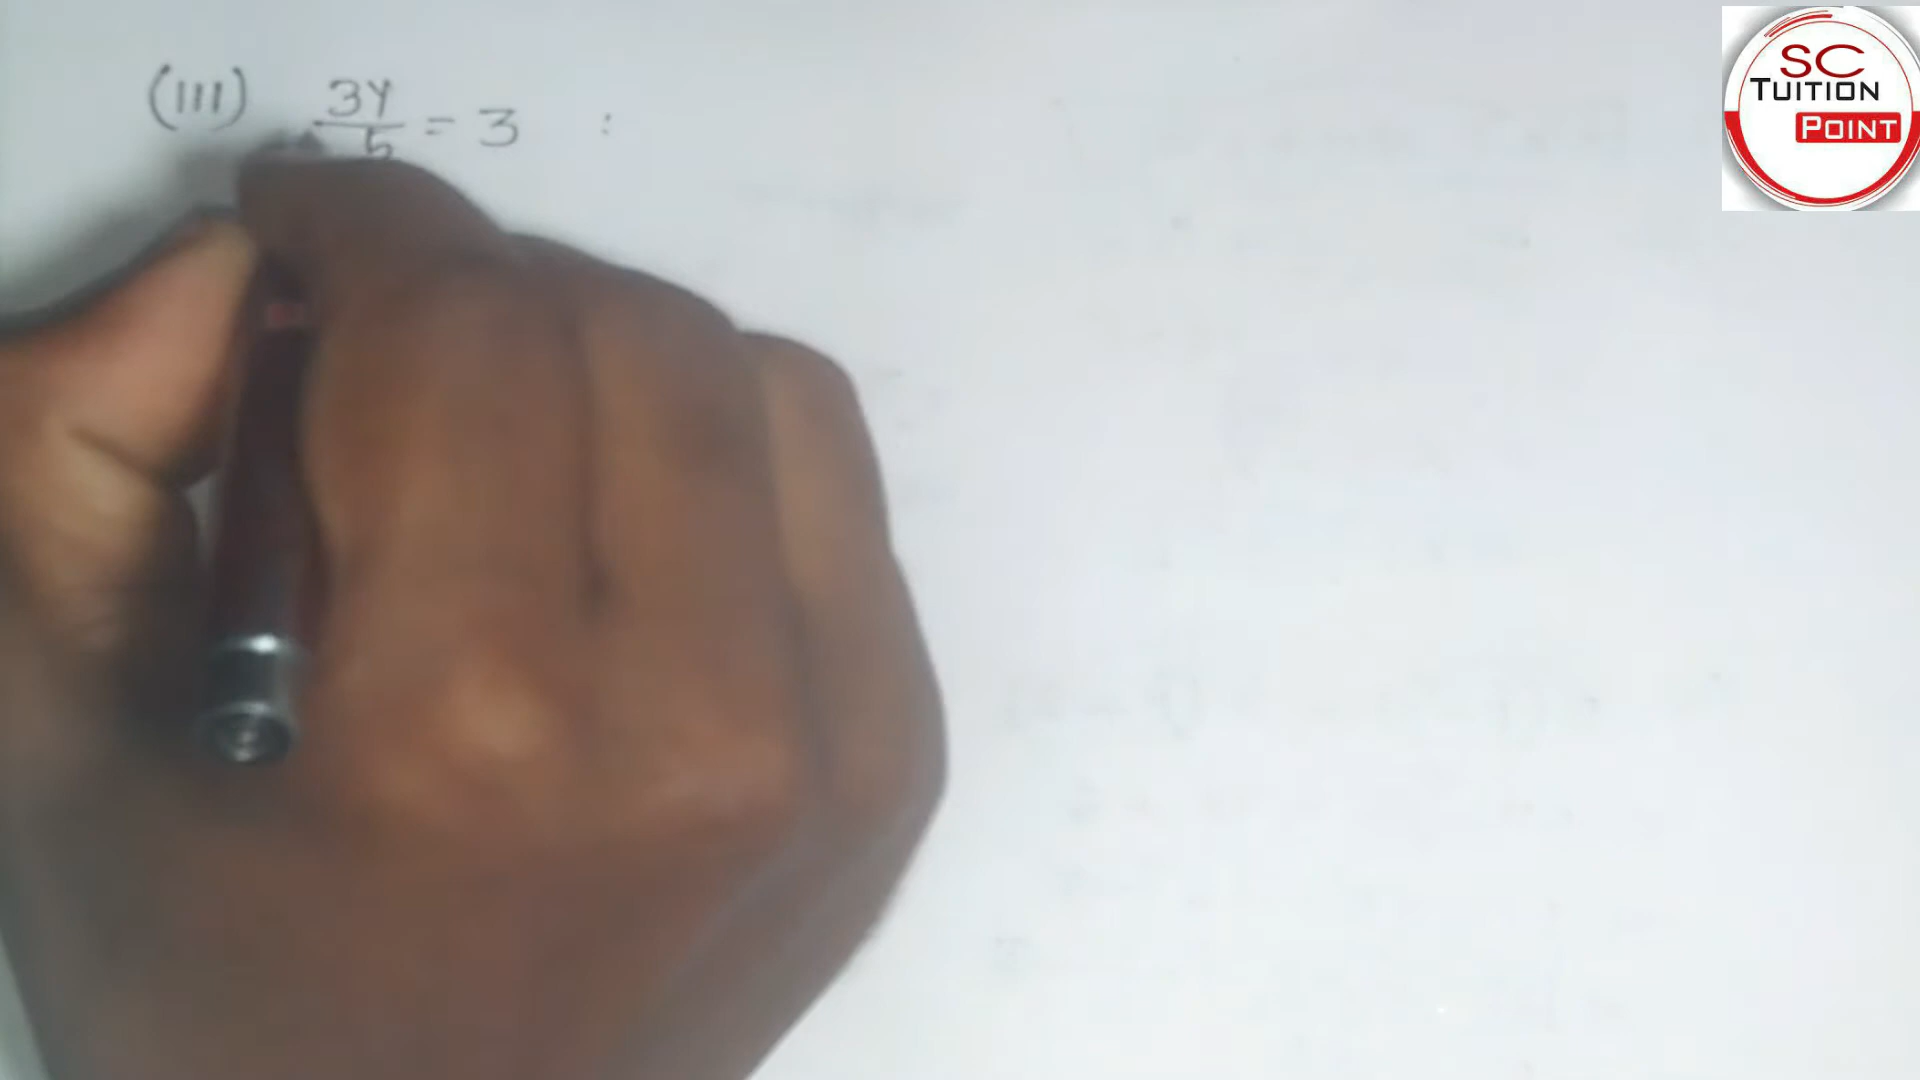 (III) 3y/5 = 3 :
SC
TUITION
POINT